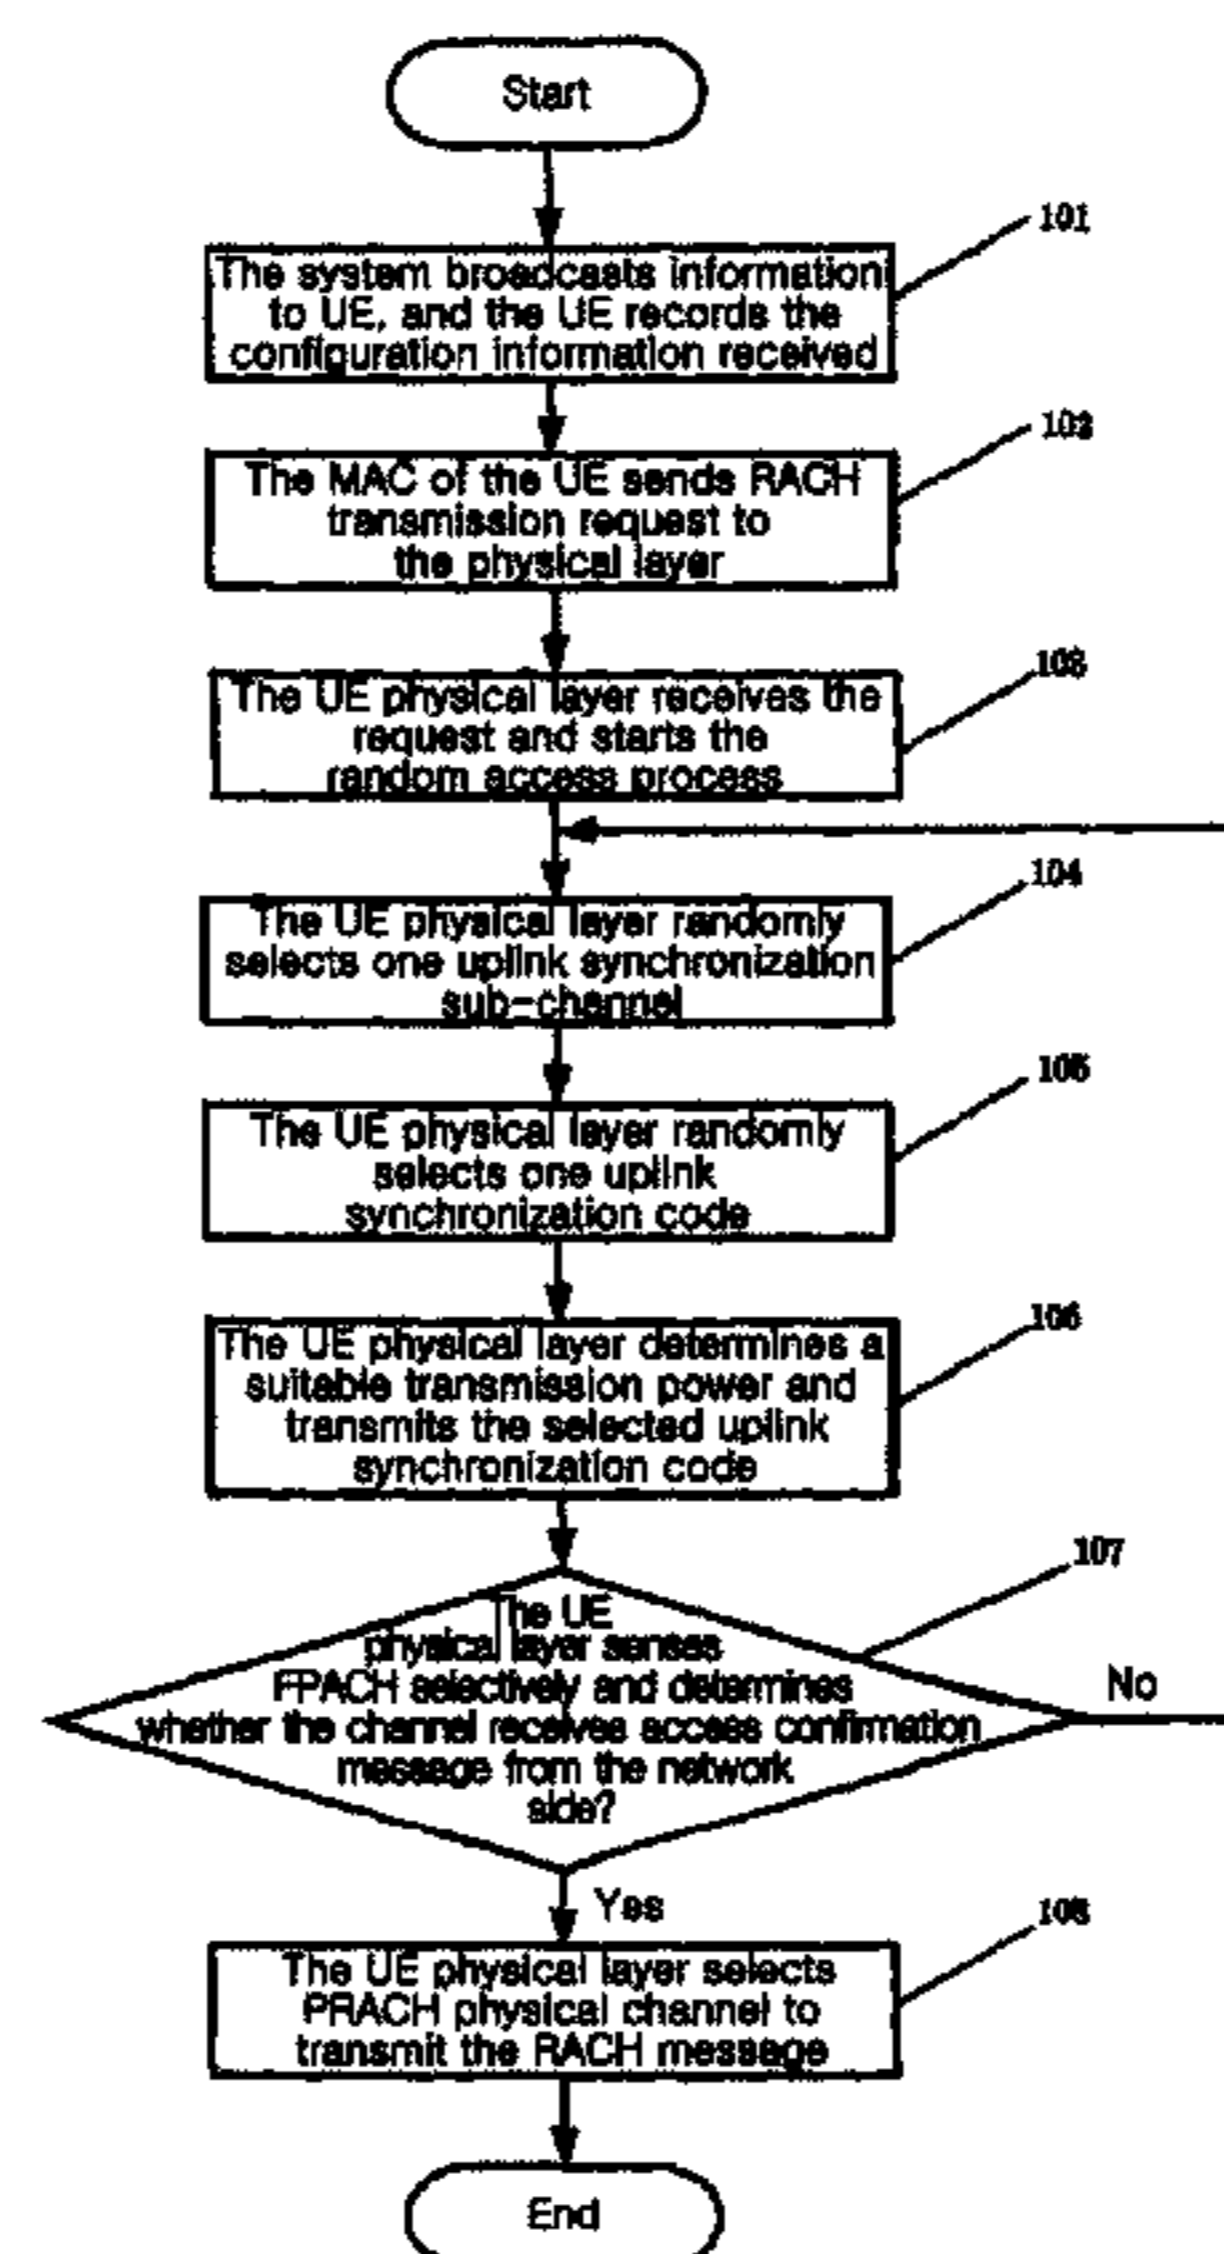 Start
101
The system broadcasts information
to UE, and the UE records the
configuration information received
102
The MAC of the UE sends RACH
transmission request to
the physical layer
103
The UE physical layer receives the
request and starts the
random access process
104
The UE physical layer randomly
selects one uplink synchronization
sub-channel
105
The UE physical layer randomly
selects one uplink
synchronization code
106
The UE physical layer determines a
suitable transmission power and
transmits the selected uplink
synchronization code
107
The UE
physical layer senses
FPACH selectively and determines
whether the channel receives access confirmation
message from the network
side?
No
Yes
108
The UE physical layer selects
PRACH physical channel to
transmit the RACH message
End